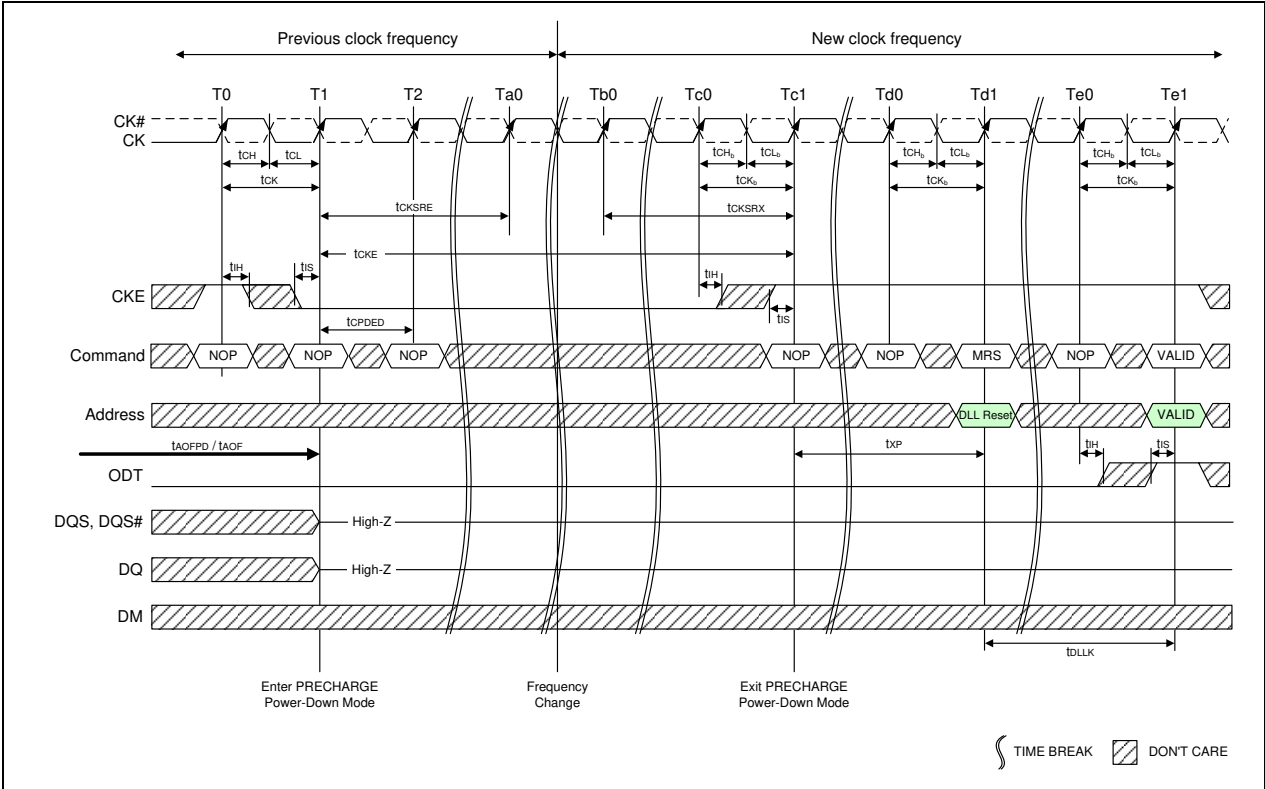 Previous clock frequency New clock frequency
T0 T1 T2 Ta0 Tb0 Tc0 Tc1 Td0 Td1 Te0 Te1
CK#
CK
tCH tCL tCHb tCLb tCHb tCLb tCHb tCLb
tCK tCKb tCKb tCKb
tCKSRE tCKSRX
tCKE
tIH tIS tIH
CKE
tIS
tCPDED
Command NOP NOP NOP NOP NOP MRS NOP VALID
Address DLL Reset VALID
tAOFPD / tAOF tXP tIH tIS
ODT
DQS, DQS# High-Z
DQ High-Z
DM
tDLLK
Enter PRECHARGE Frequency Exit PRECHARGE
Power-Down Mode Change Power-Down Mode
TIME BREAK DON'T CARE